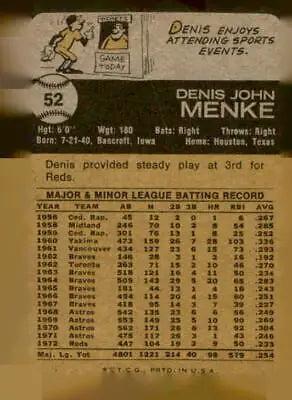 TICKETS
GAME
TODAY
DENIS ENJOYS
ATTENDING SPORTS
EVENTS.
52
DENIS JOHN
MENKE
Hgt: 6'0" Wgt: 180 Bats: Right Throws: Right
Born: 7-21-40, Bancroft, Iowa Home: Houston, Texas
Denis provided steady play at 3rd for
Reds.
MAJOR & MINOR LEAGUE BATTING RECORD
YEAR TEAM AB H 2B 3B HR RBI AVG
Ced. Rap. 45 12 2 0 1 8 .267
1958 Midland 246 70 10 2 8 54 .285
1959 Ced. Rap. 301 76 13 1 8 25 .252
1960 Yakima 473 159 26 7 28 103 .336
1961 Vancouver 434 127 23 6 15 73 .293
1962 Braves 146 28 3 1 2 16 .192
1962 Toronto 263 71 12 4 11 40 .270
1963 Braves 518 121 16 4 11 50 .234
1964 Braves 505 143 29 5 20 65 .283
1965 Braves 181 44 13 1 4 18 .243
1966 Braves 454 114 20 4 15 60 .251
1967 Braves 418 95 14 3 7 39 .227
1968 Astros 542 135 23 6 6 56 .249
1969 Astros 553 149 25 5 10 90 .269
1970 Astros 562 171 26 6 13 92 .304
1971 Astros 475 117 26 3 1 43 .246
1972 Reds 447 104 19 2 9 50 .233
Maj. Lg. Tot 4801 1221 214 40 98 579 .254
© T.C.G., PRTD. IN U.S.A.